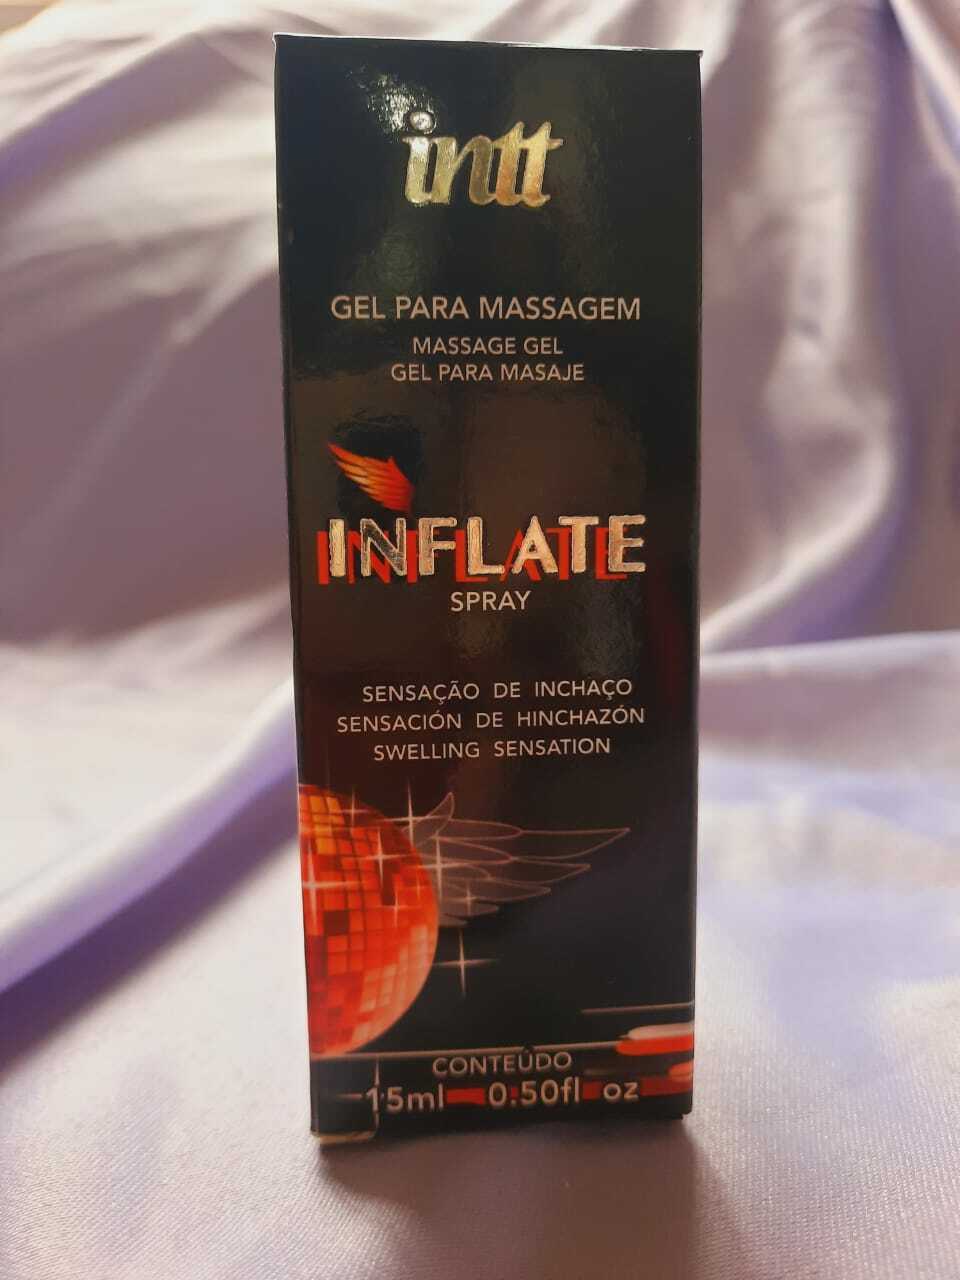 intt
GEL PARA MASSAGEM
MASSAGE GEL
GEL PARA MASAJE
INFLATE
SPRAY
SENSAÇÃO DE INCHAÇO
SENSACIÓN DE HINCHAZÓN
SWELLING SENSATION
CONTEÚDO
15ml 0.50fl oz